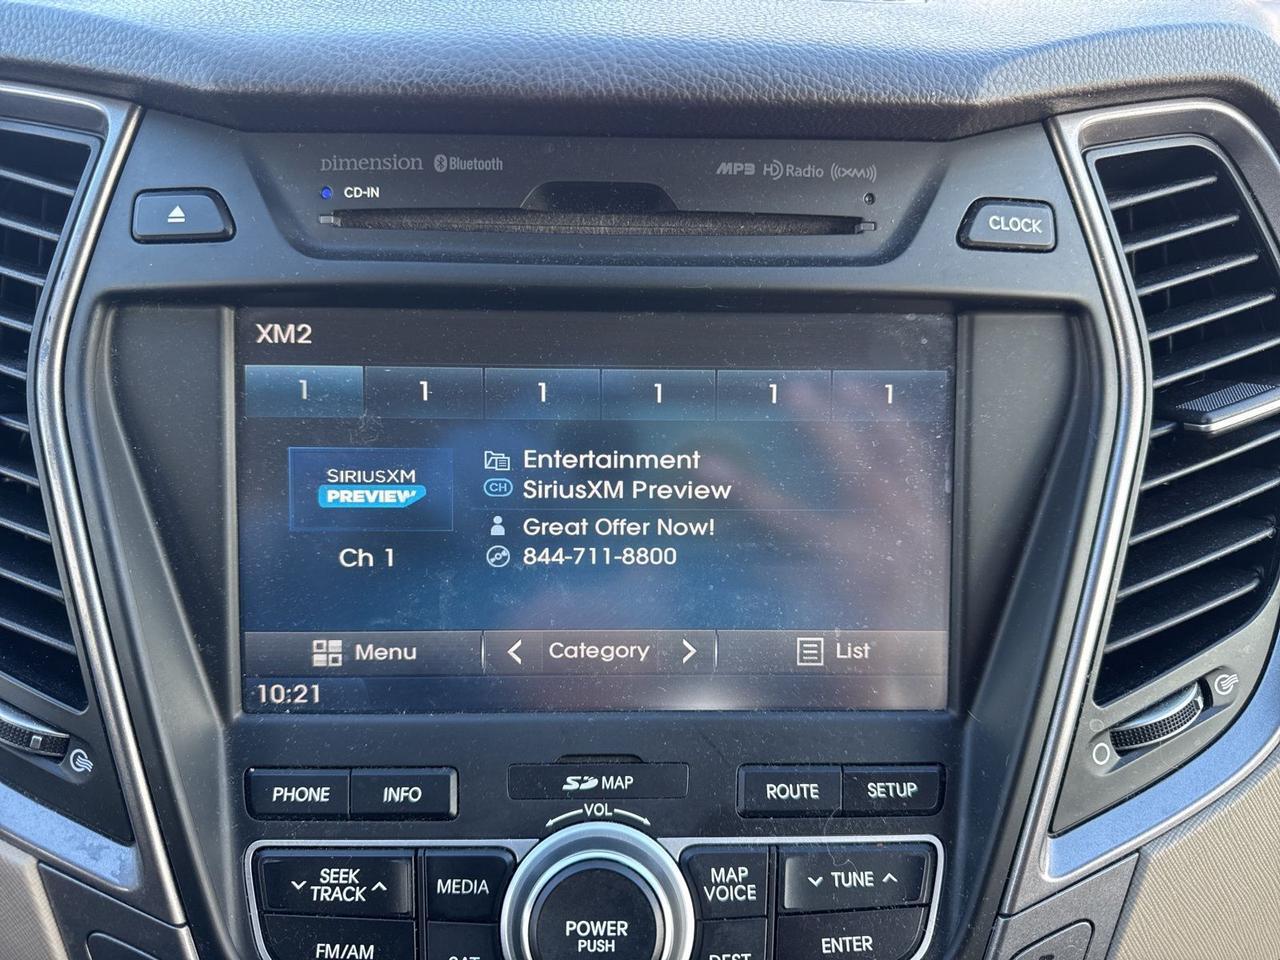 Dimension Bluetooth
MP3 HD Radio ((XM))
CD-IN
CLOCK
XM2
1 1 1 1 1 1
SIRIUSXM
PREVIEW
Ch 1
Entertainment
CH SiriusXM Preview
Great Offer Now!
844-711-8800
Menu
< Category >
List
10:21
PHONE
INFO
SD MAP
ROUTE
SETUP
VOL
SEEK
TRACK
MEDIA
POWER
PUSH
MAP
VOICE
TUNE
FM/AM
SAT
DEST
ENTER